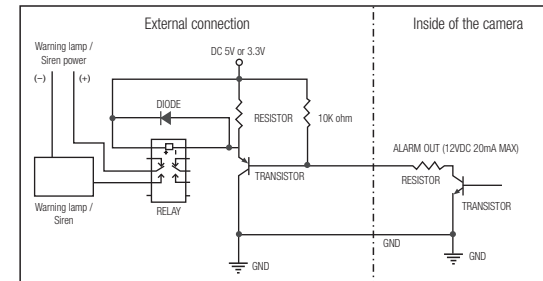 External connection
Inside of the camera
Warning lamp /
Siren power
(−) (+)
DC 5V or 3.3V
DIODE
RESISTOR
10K ohm
ALARM OUT (12VDC 20mA MAX)
TRANSISTOR
RESISTOR
TRANSISTOR
Warning lamp /
Siren
RELAY
GND
GND
GND